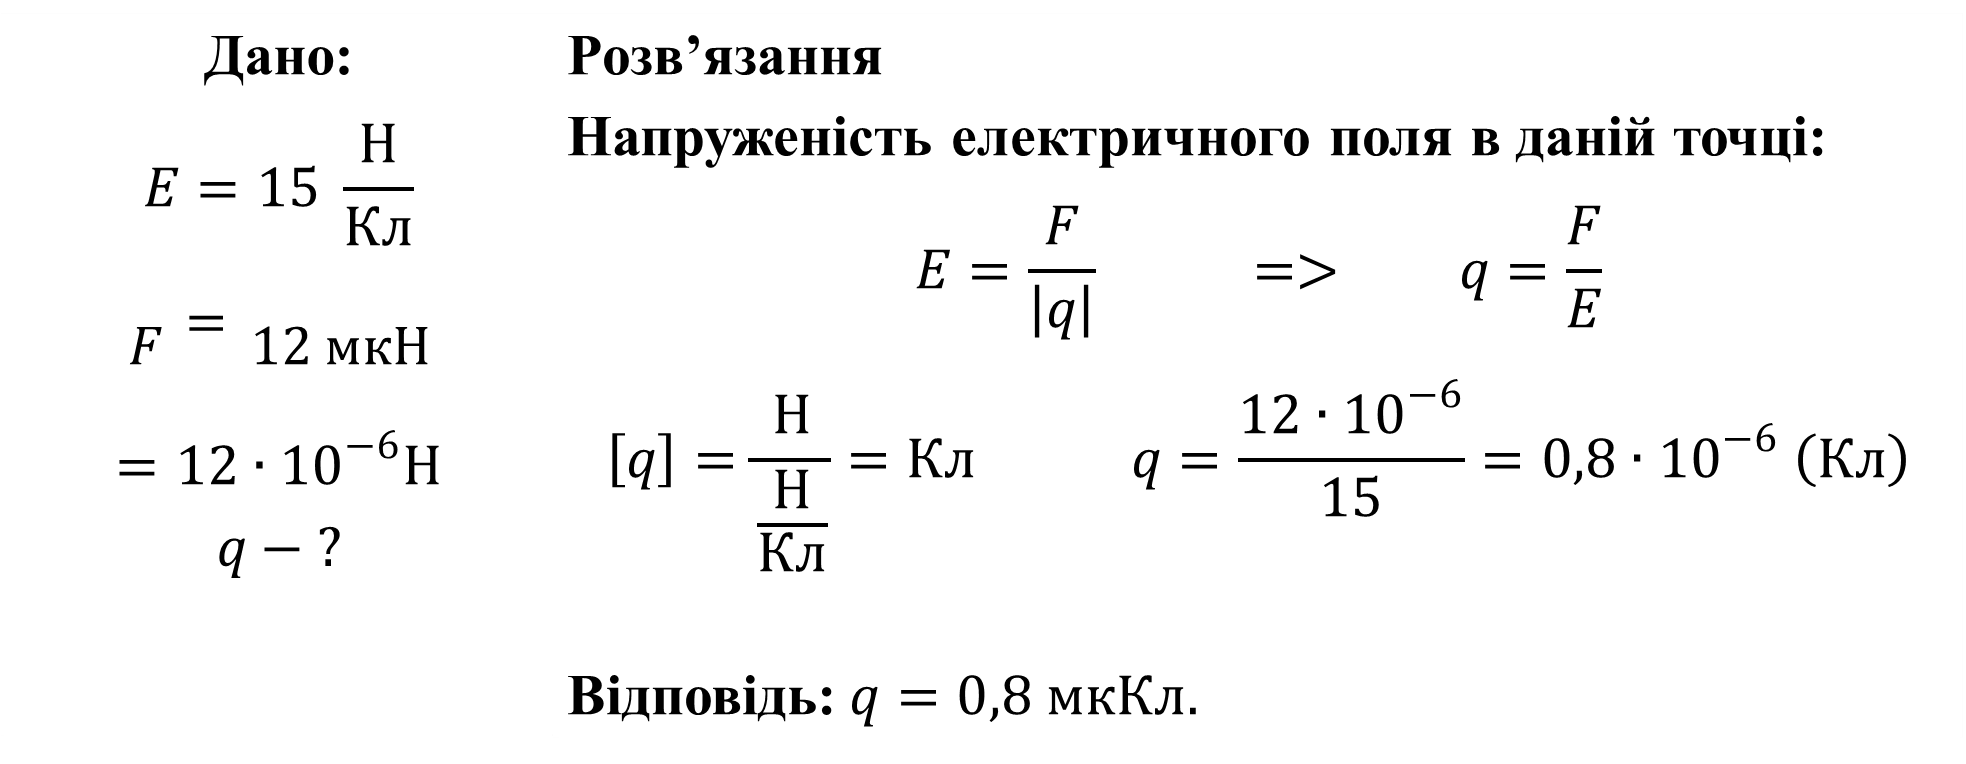 Дано:
E = 15 Н/Кл
F = 12 мкН
= 12 · 10⁻⁶Н
q − ?
Розв’язання
Напруженість електричного поля в даній точці:
E = F/|q| => q = F/E
[q] = Н/(Н/Кл) = Кл q = 12 · 10⁻⁶/15 = 0,8 · 10⁻⁶ (Кл)
Відповідь: q = 0,8 мкКл.